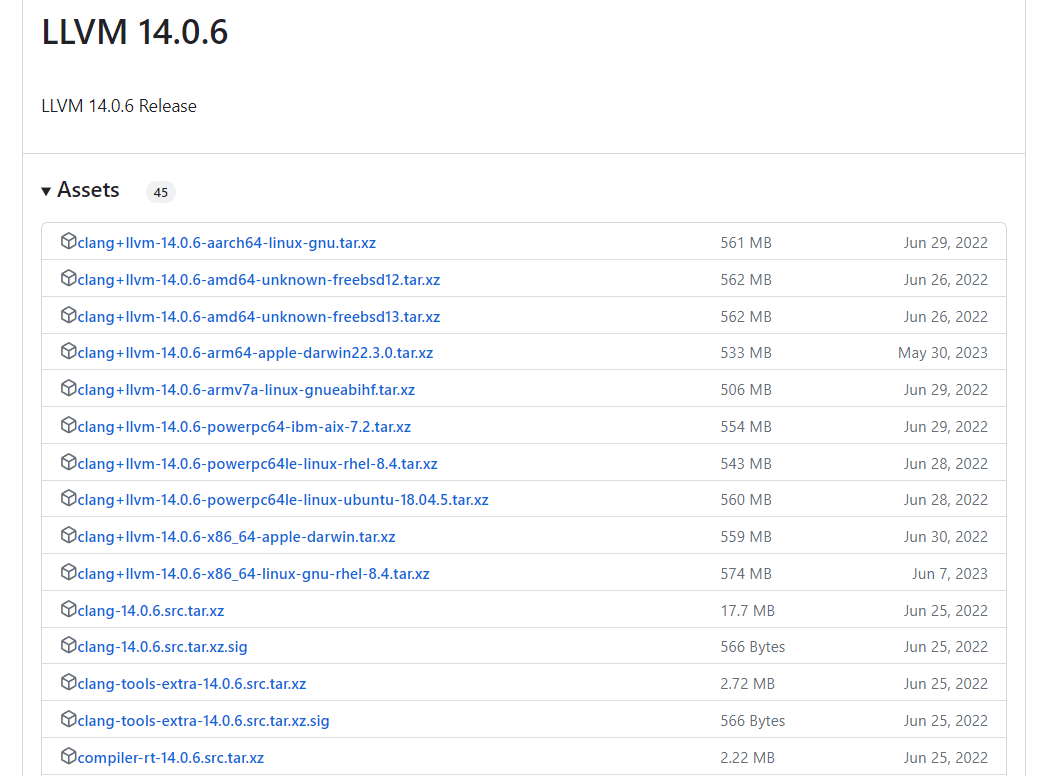 LLVM 14.0.6
LLVM 14.0.6 Release
Assets 45
clang+llvm-14.0.6-aarch64-linux-gnu.tar.xz 561 MB Jun 29, 2022
clang+llvm-14.0.6-amd64-unknown-freebsd12.tar.xz 562 MB Jun 26, 2022
clang+llvm-14.0.6-amd64-unknown-freebsd13.tar.xz 562 MB Jun 26, 2022
clang+llvm-14.0.6-arm64-apple-darwin22.3.0.tar.xz 533 MB May 30, 2023
clang+llvm-14.0.6-armv7a-linux-gnueabihf.tar.xz 506 MB Jun 29, 2022
clang+llvm-14.0.6-powerpc64-ibm-aix-7.2.tar.xz 554 MB Jun 29, 2022
clang+llvm-14.0.6-powerpc64le-linux-rhel-8.4.tar.xz 543 MB Jun 28, 2022
clang+llvm-14.0.6-powerpc64le-linux-ubuntu-18.04.5.tar.xz 560 MB Jun 28, 2022
clang+llvm-14.0.6-x86_64-apple-darwin.tar.xz 559 MB Jun 30, 2022
clang+llvm-14.0.6-x86_64-linux-gnu-rhel-8.4.tar.xz 574 MB Jun 7, 2023
clang-14.0.6.src.tar.xz 17.7 MB Jun 25, 2022
clang-14.0.6.src.tar.xz.sig 566 Bytes Jun 25, 2022
clang-tools-extra-14.0.6.src.tar.xz 2.72 MB Jun 25, 2022
clang-tools-extra-14.0.6.src.tar.xz.sig 566 Bytes Jun 25, 2022
compiler-rt-14.0.6.src.tar.xz 2.22 MB Jun 25, 2022